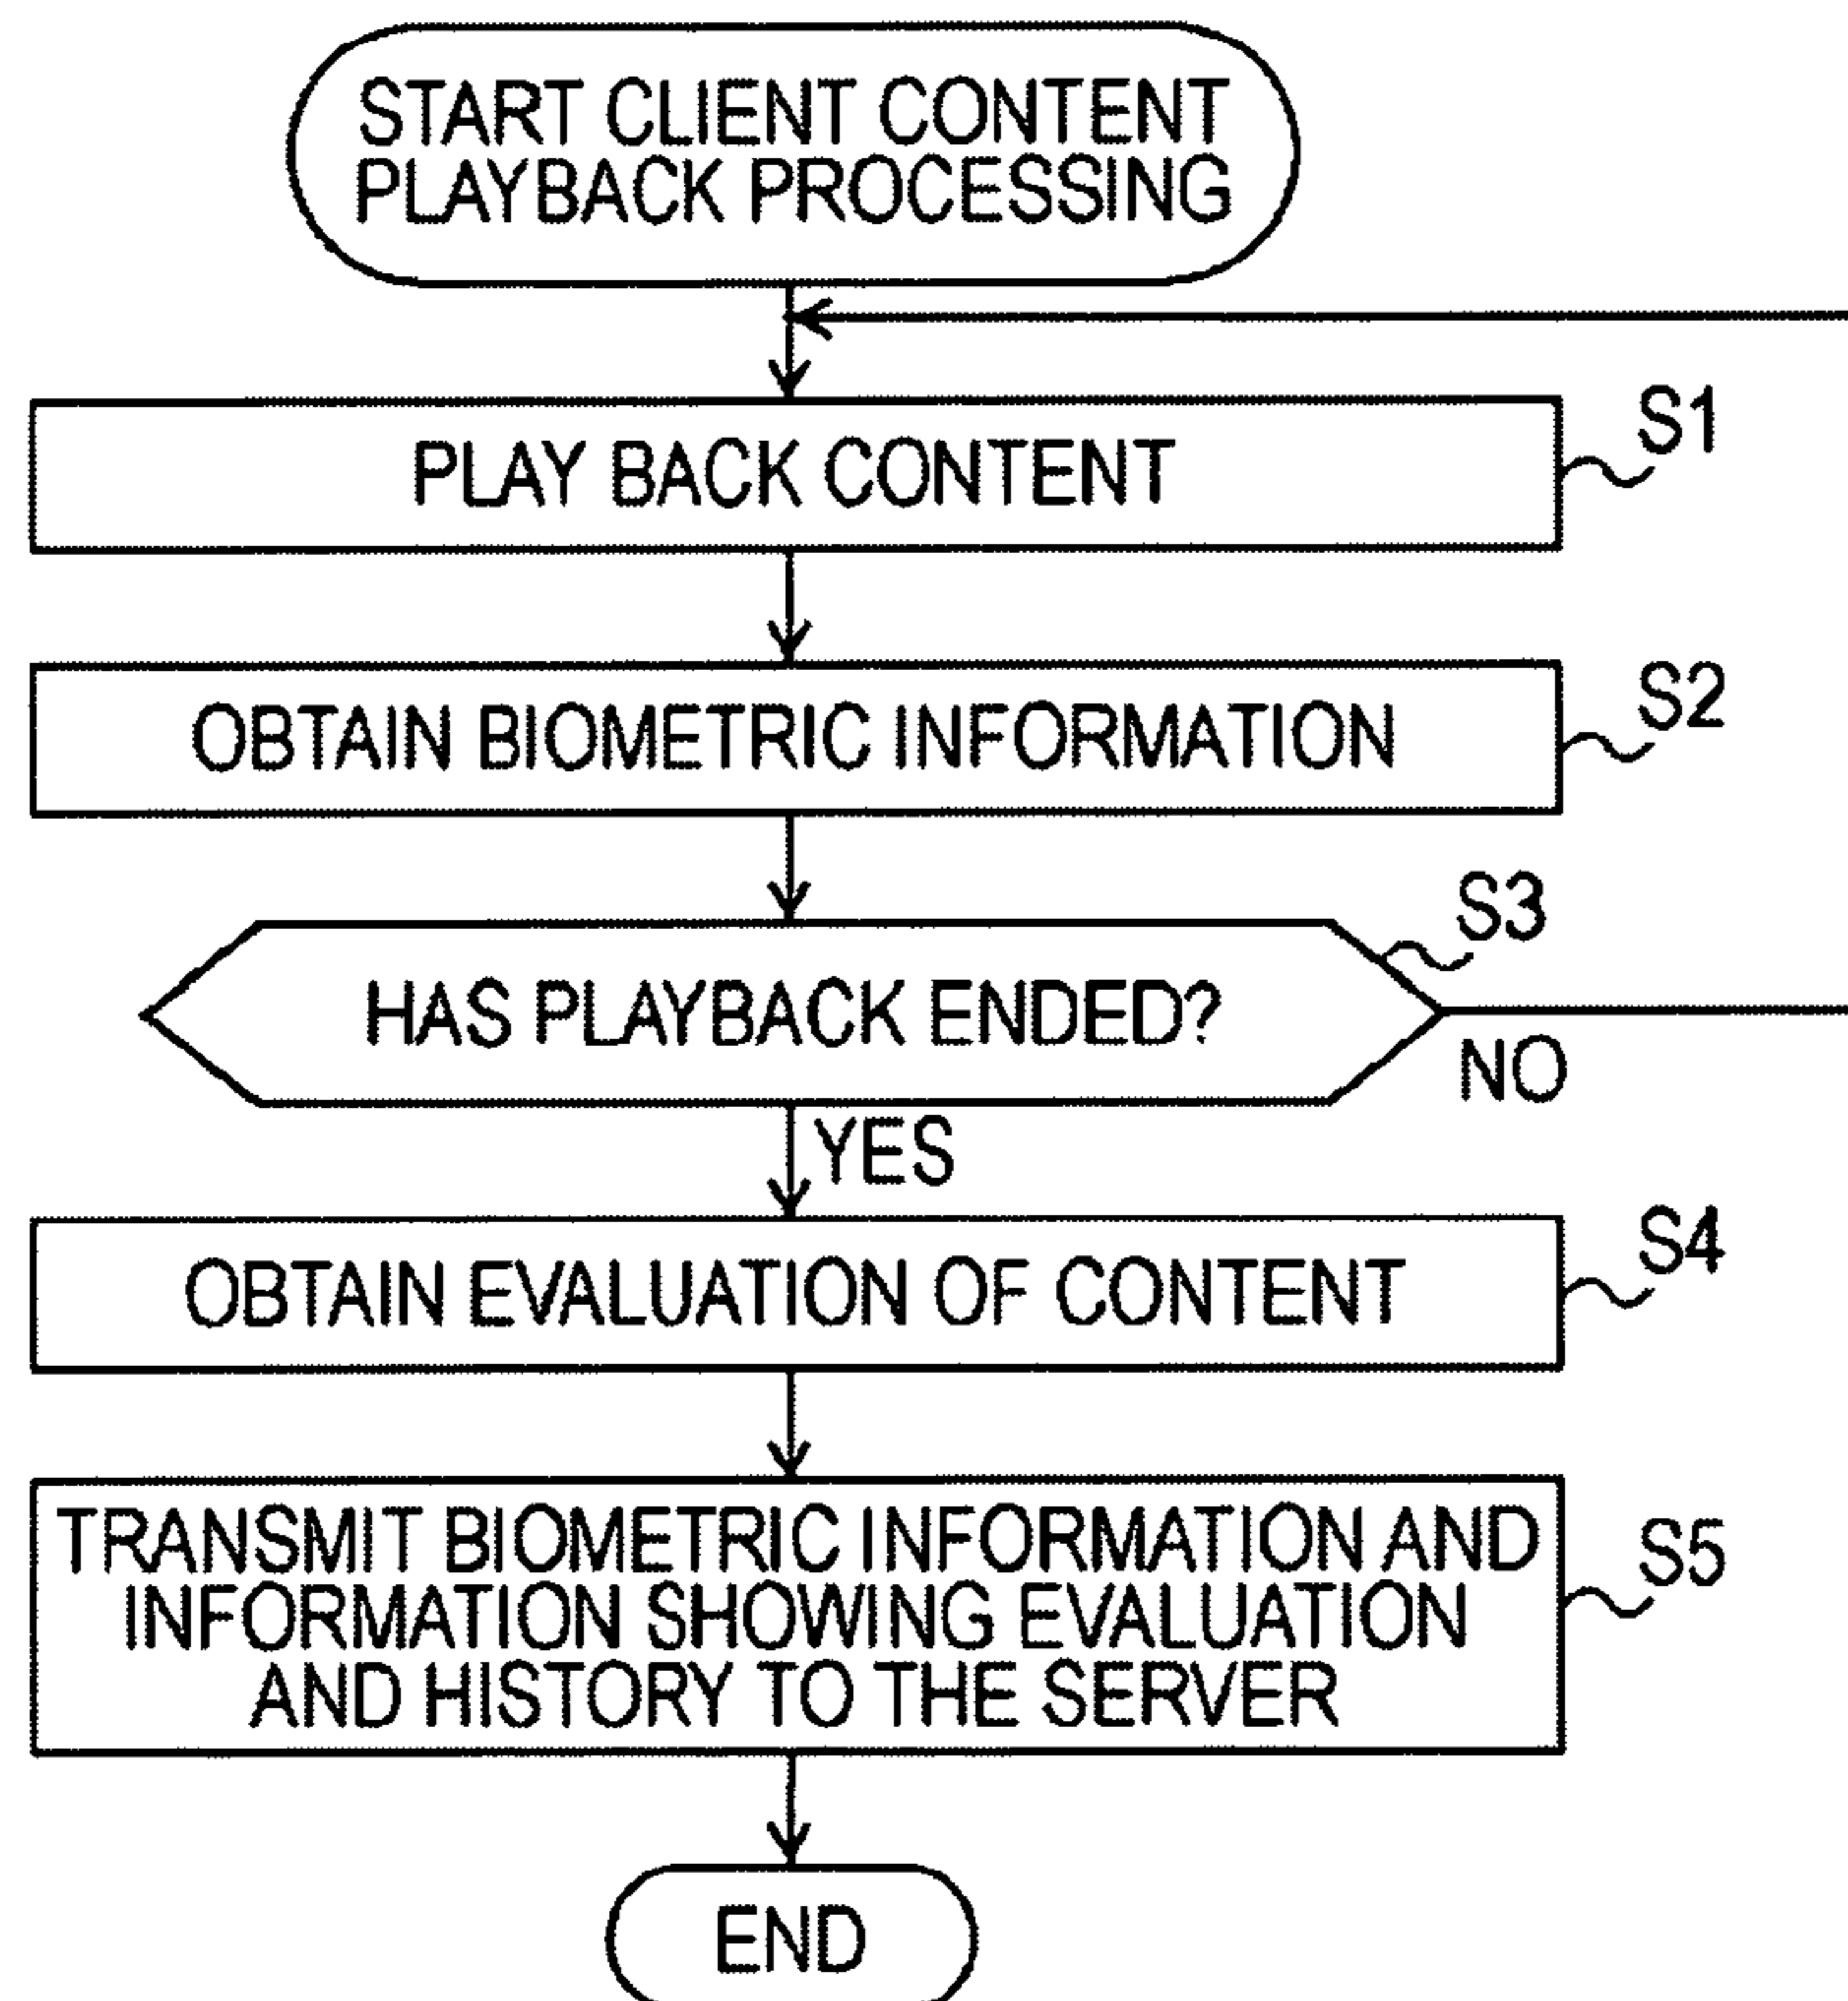 START CLIENT CONTENT
PLAYBACK PROCESSING
S1
PLAY BACK CONTENT
S2
OBTAIN BIOMETRIC INFORMATION
S3
HAS PLAYBACK ENDED?
NO
YES
S4
OBTAIN EVALUATION OF CONTENT
S5
TRANSMIT BIOMETRIC INFORMATION AND
INFORMATION SHOWING EVALUATION
AND HISTORY TO THE SERVER
END